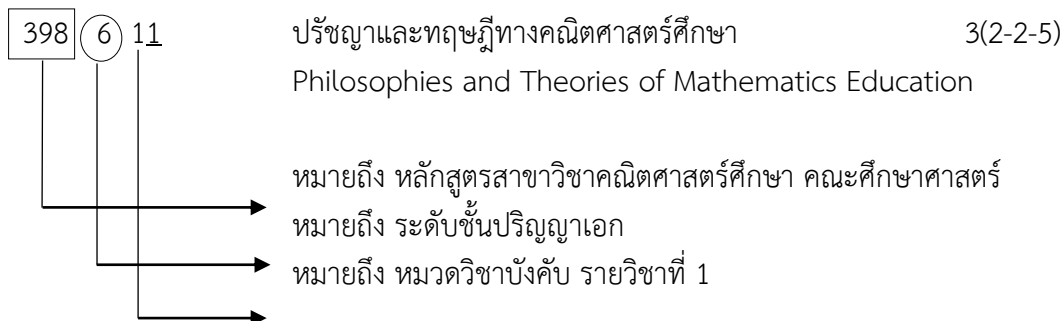 398 6 11 ปรัชญาและทฤษฎีทางคณิตศาสตร์ศึกษา 3(2-2-5)
Philosophies and Theories of Mathematics Education
หมายถึง หลักสูตรสาขาวิชาคณิตศาสตร์ศึกษา คณะศึกษาศาสตร์
หมายถึง ระดับชั้นปริญญาเอก
หมายถึง หมวดวิชาบังคับ รายวิชาที่ 1